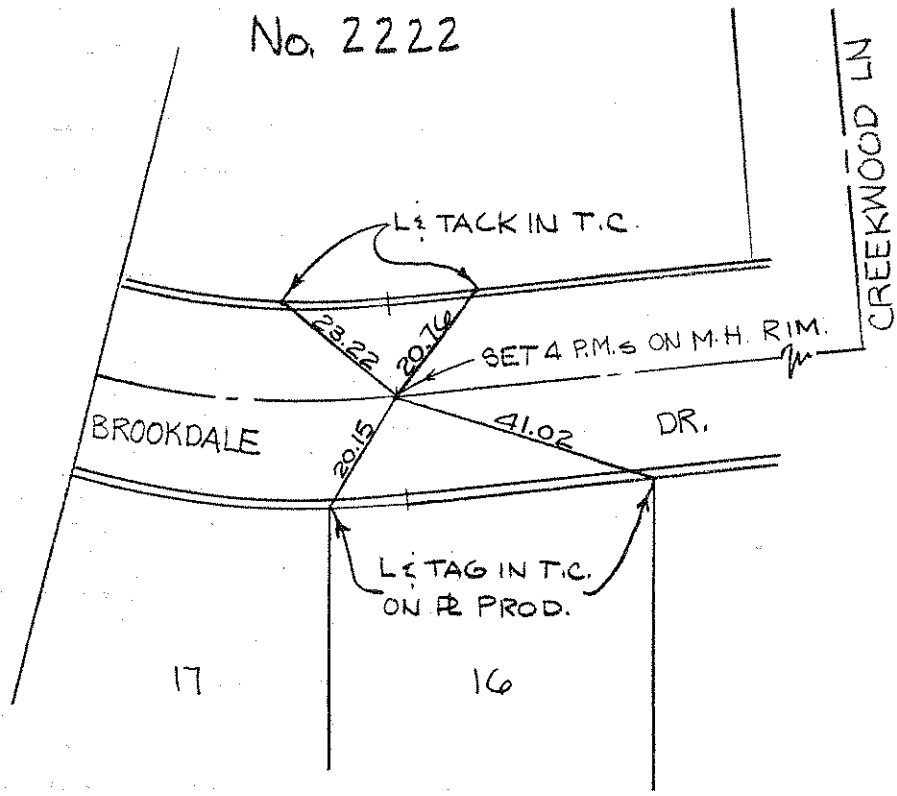 No. 2222
CREEKWOOD LN
L & TACK IN T.C.
23.22
20.76
SET 4 P.M.s ON M.H. RIM.
BROOKDALE
20.15
41.02
DR.
L & TAG IN T.C.
ON PL PROD.
17
16